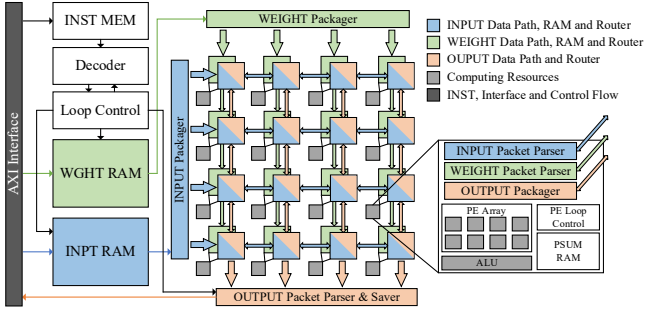 AXI Interface
INST MEM
Decoder
Loop Control
WGHT RAM
INPT RAM
WEIGHT Packager
INPUT Packager
OUTPUT Packet Parser & Saver
INPUT Data Path, RAM and Router
WEIGHT Data Path, RAM and Router
OUPUT Data Path and Router
Computing Resources
INST, Interface and Control Flow
INPUT Packet Parser
WEIGHT Packet Parser
OUTPUT Packager
PE Array
ALU
PE Loop
Control
PSUM
RAM